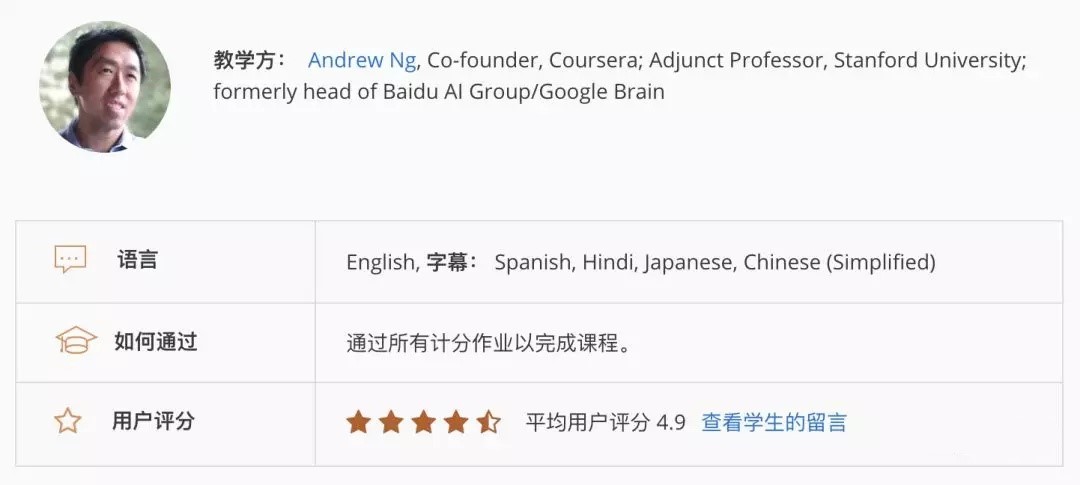 教学方： Andrew Ng, Co-founder, Coursera; Adjunct Professor, Stanford University;
formerly head of Baidu AI Group/Google Brain
语言
English, 字幕： Spanish, Hindi, Japanese, Chinese (Simplified)
如何通过
通过所有计分作业以完成课程。
用户评分
平均用户评分 4.9 查看学生的留言